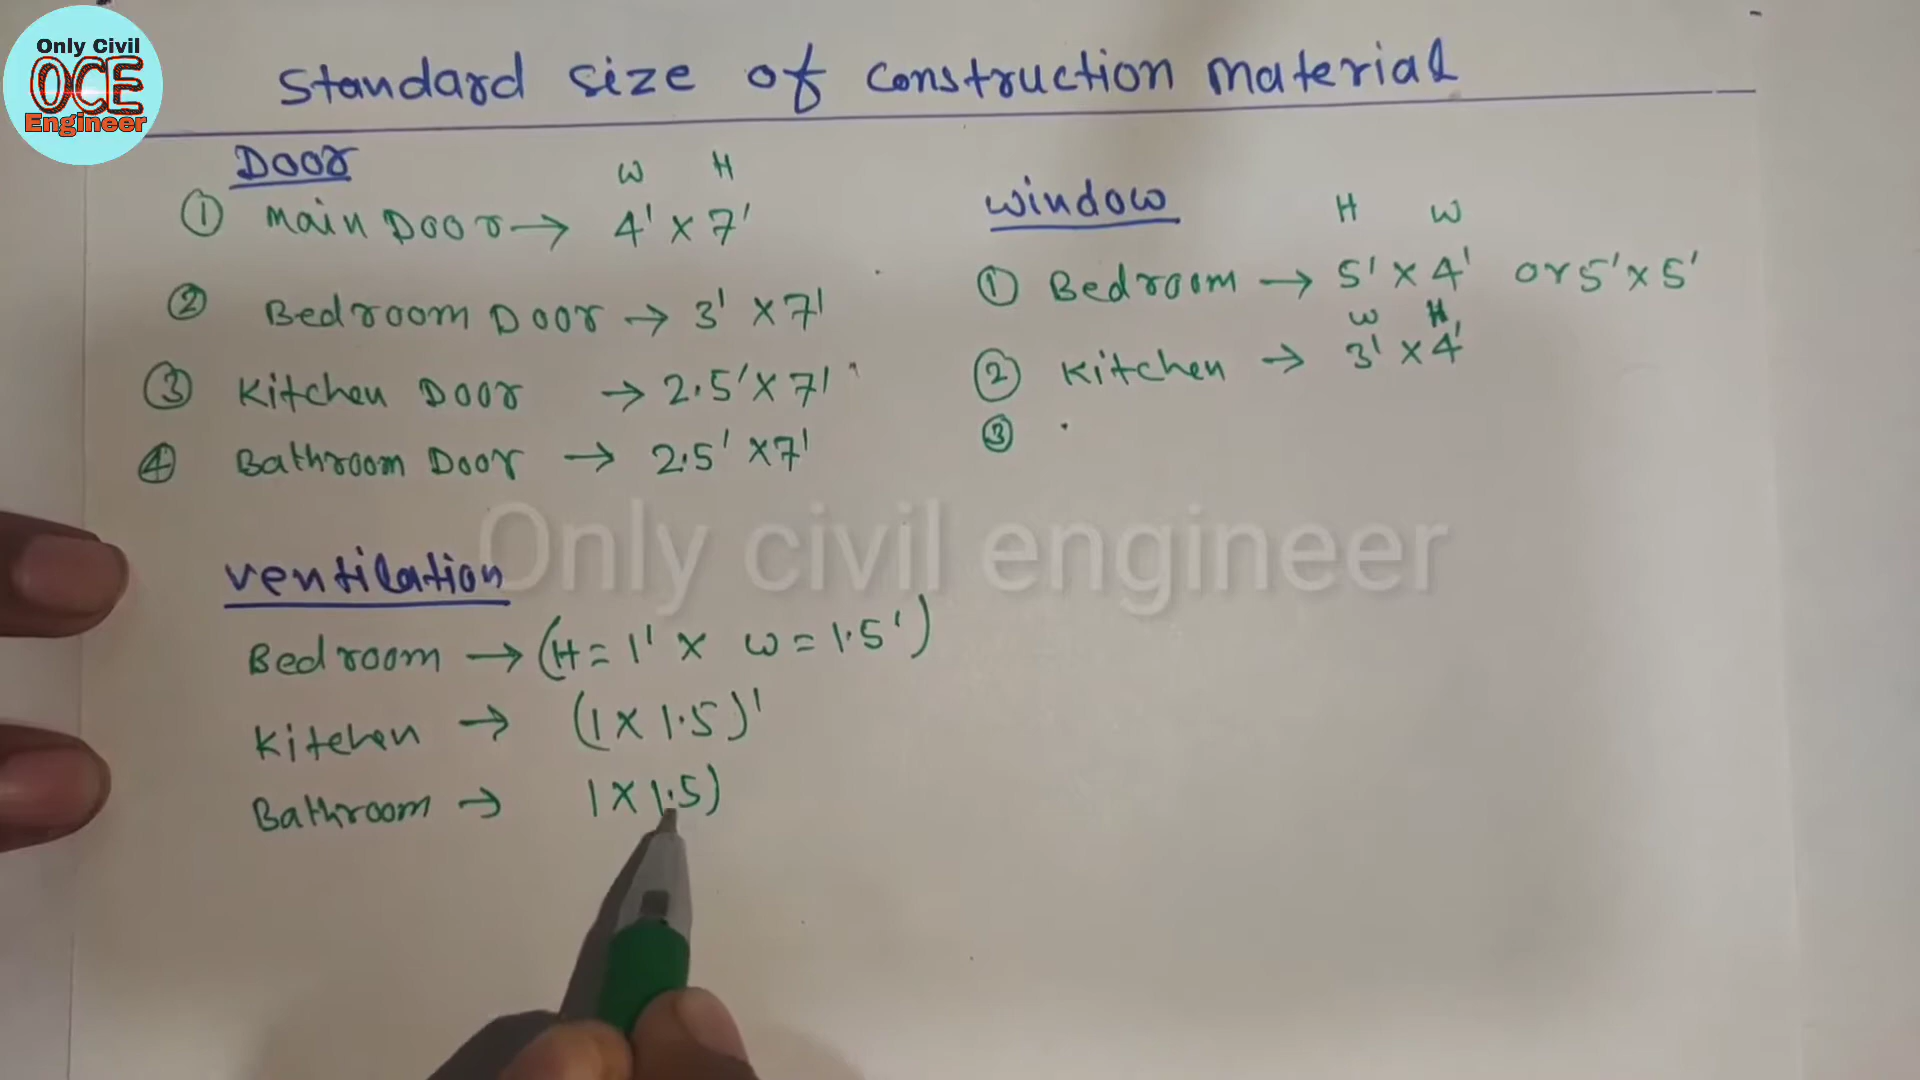 Only Civil
OCE
Engineer
Standard size of construction material
Door
W H
① Main Door → 4' x 7'
② Bedroom Door → 3' x 7'
③ Kitchen Door → 2.5' x 7'
④ Bathroom Door → 2.5' x 7'
window
H W
① Bedroom → 5' x 4' or 5' x 5'
W H
② Kitchen → 3' x 4'
③
Only civil engineer
ventilation
Bedroom → (H = 1' x w = 1.5')
Kitchen → (1 x 1.5)'
Bathroom → 1 x 1.5)